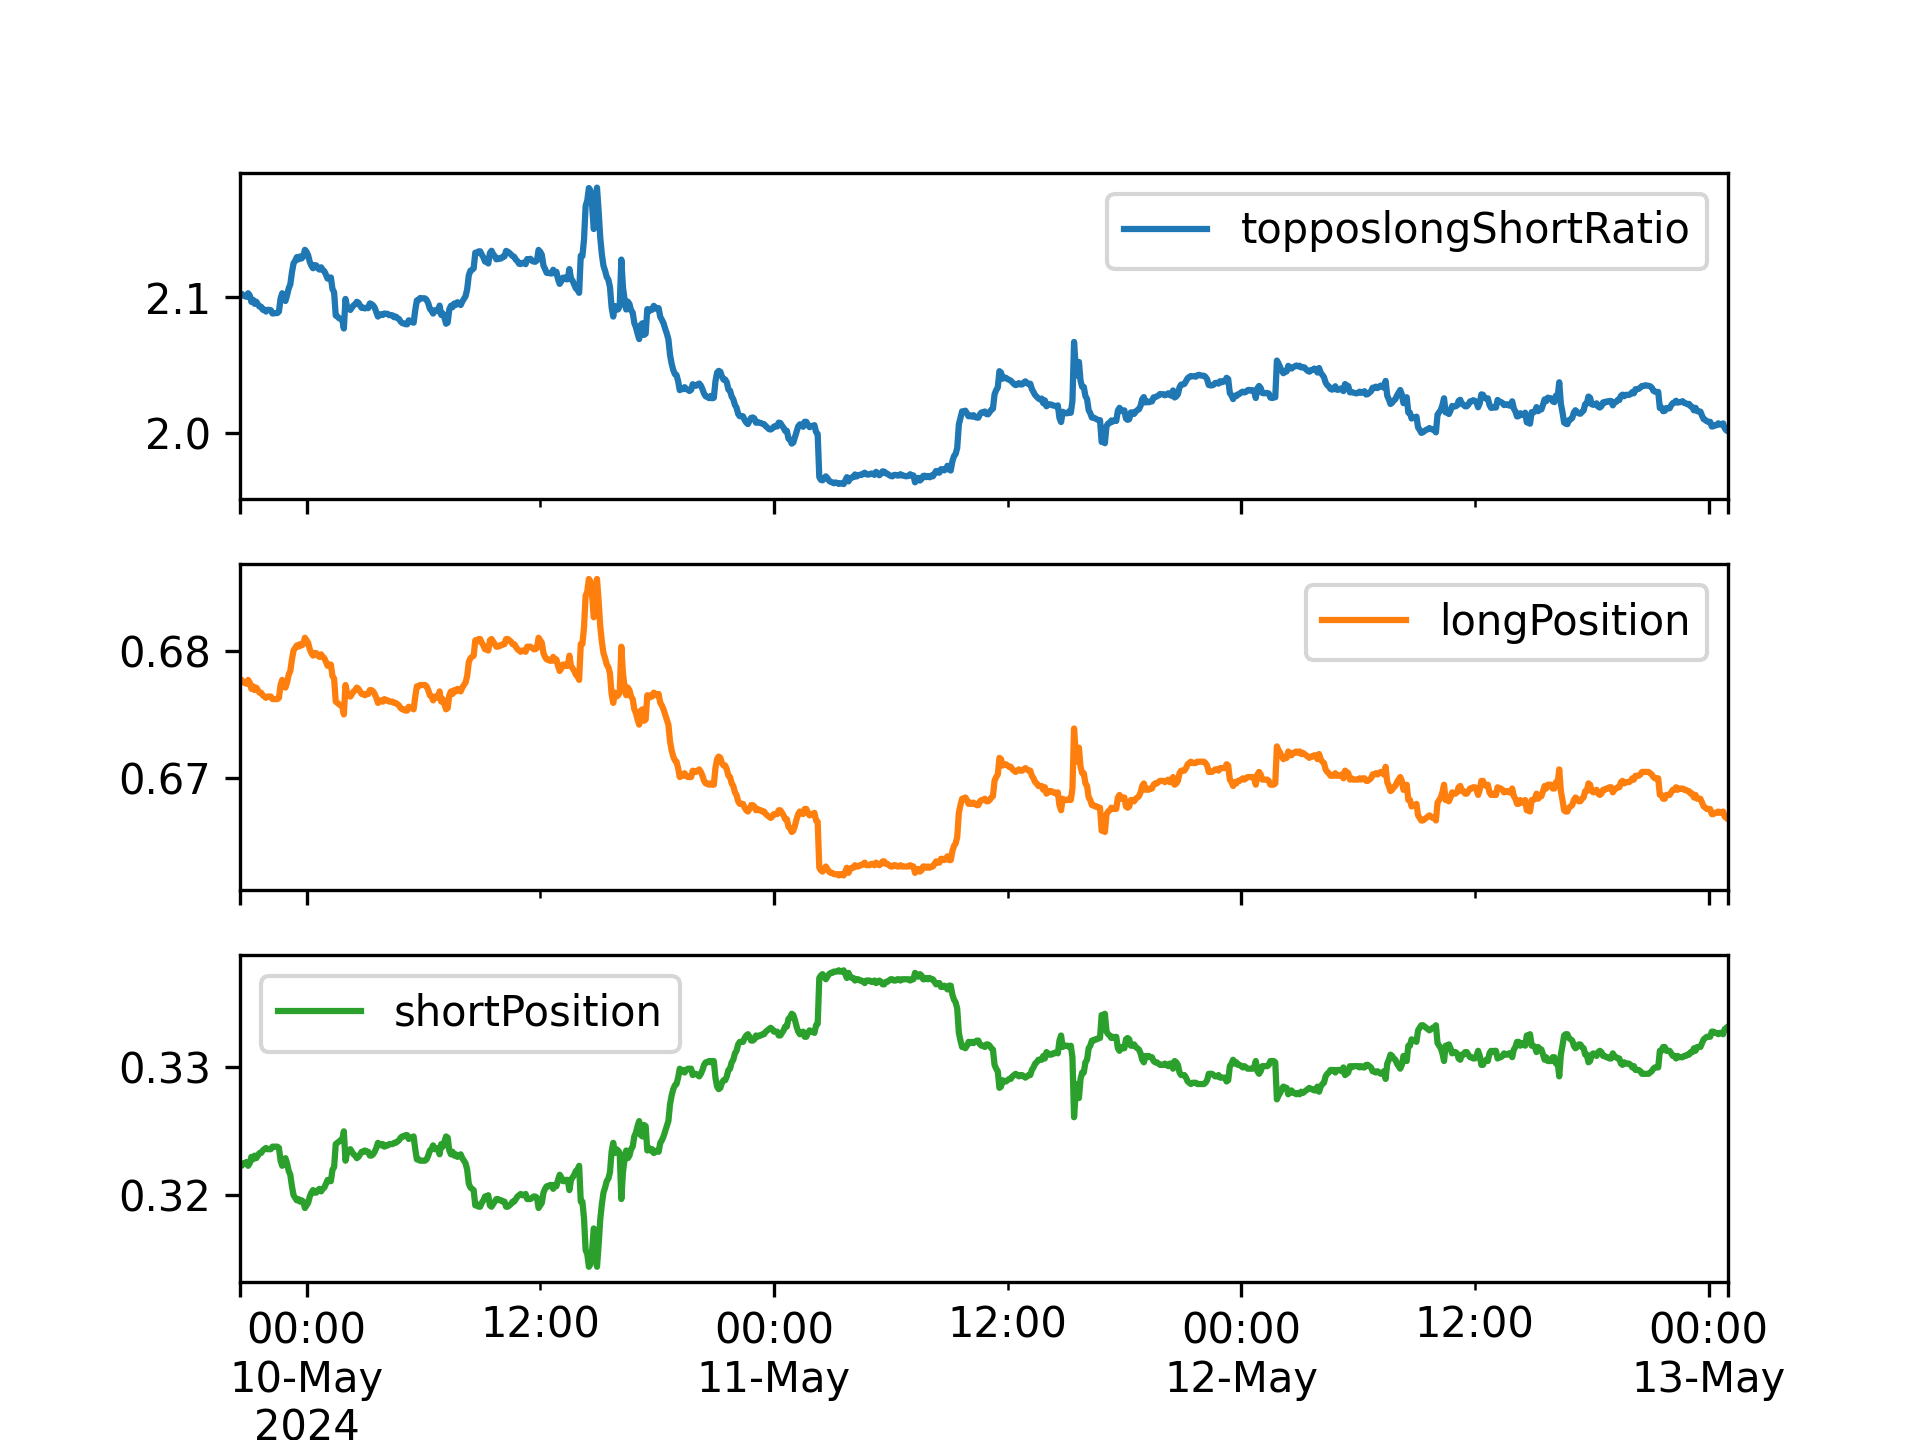 topposlongShortRatio
2.1
2.0
longPosition
0.68
0.67
shortPosition
0.33
0.32
00:00 12:00 00:00 12:00 00:00 12:00 00:00
10-May 11-May 12-May 13-May
2024